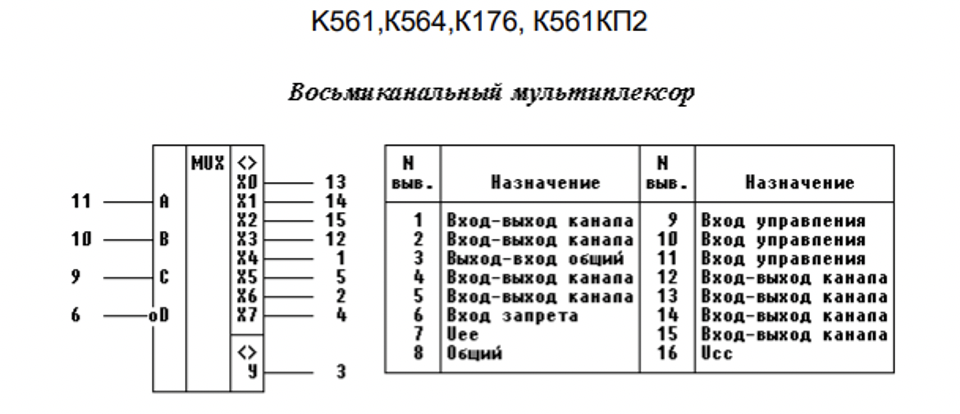 К561,К564,К176, К561КП2
Восьмиканальный мультиплексор
MUX <>
X0 13
11 A X1 14
X2 15
10 B X3 12
X4 1
9 C X5 5
X6 2
6 D X7 4
<>
У 3
N выв. Назначение N выв. Назначение
1 Вход-выход канала 9 Вход управления
2 Вход-выход канала 10 Вход управления
3 Выход-вход общий 11 Вход управления
4 Вход-выход канала 12 Вход-выход канала
5 Вход-выход канала 13 Вход-выход канала
6 Вход запрета 14 Вход-выход канала
7 Uee 15 Вход-выход канала
8 Общий 16 Ucc